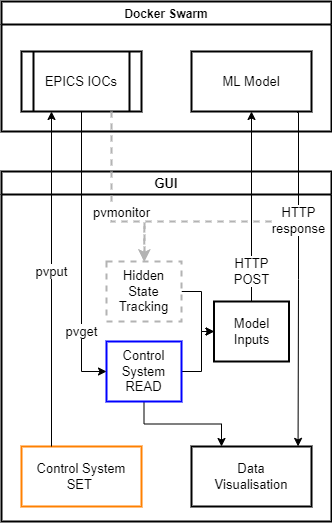 Docker Swarm
EPICS IOCs
ML Model
GUI
pvmonitor
HTTP
response
pvput
HTTP
POST
Hidden
State
Tracking
pvget
Model
Inputs
Control
System
READ
Control System
SET
Data
Visualisation